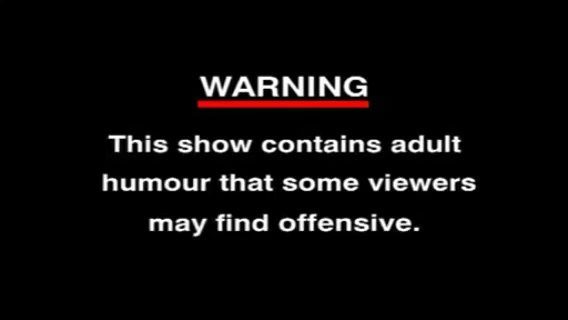 WARNING
This show contains adult
humour that some viewers
may find offensive.